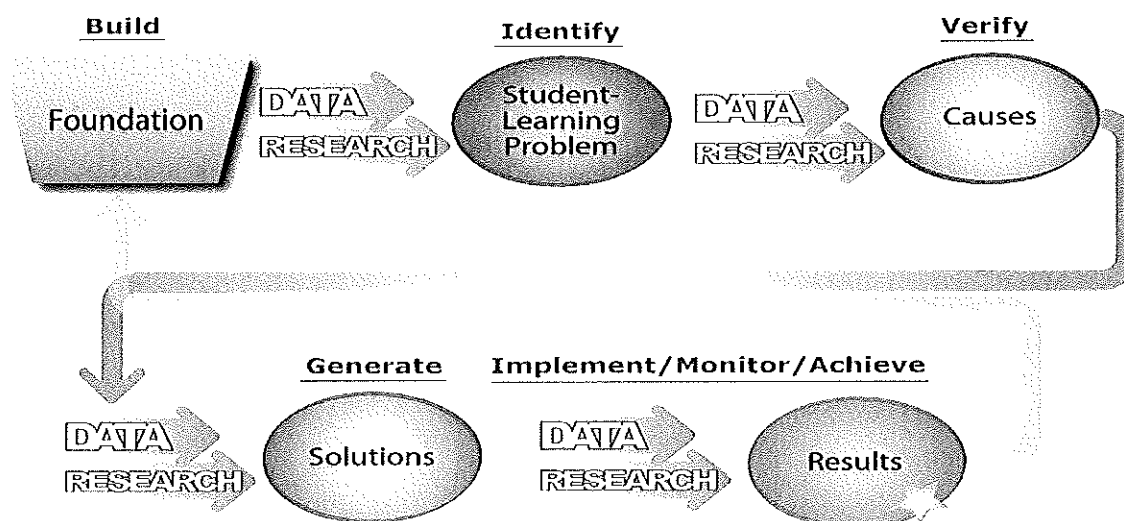 Build
Foundation
DATA
RESEARCH
Identify
Student-
Learning
Problem
DATA
RESEARCH
Verify
Causes
DATA
RESEARCH
Generate
Solutions
Implement/Monitor/Achieve
DATA
RESEARCH
Results